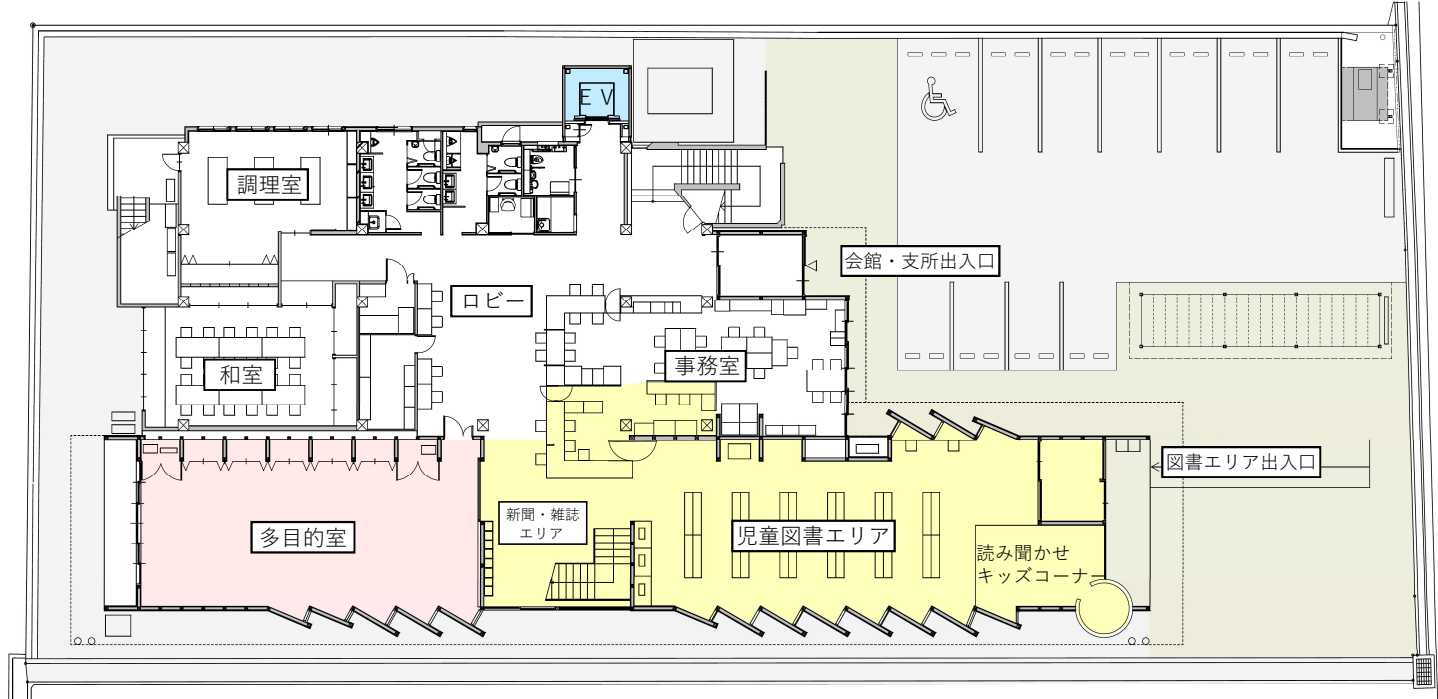 EV
調理室
会館・支所出入口
ロビー
事務室
和室
図書エリア出入口
新聞・雑誌
エリア
児童図書エリア
多目的室
読み聞かせ
キッズコーナー